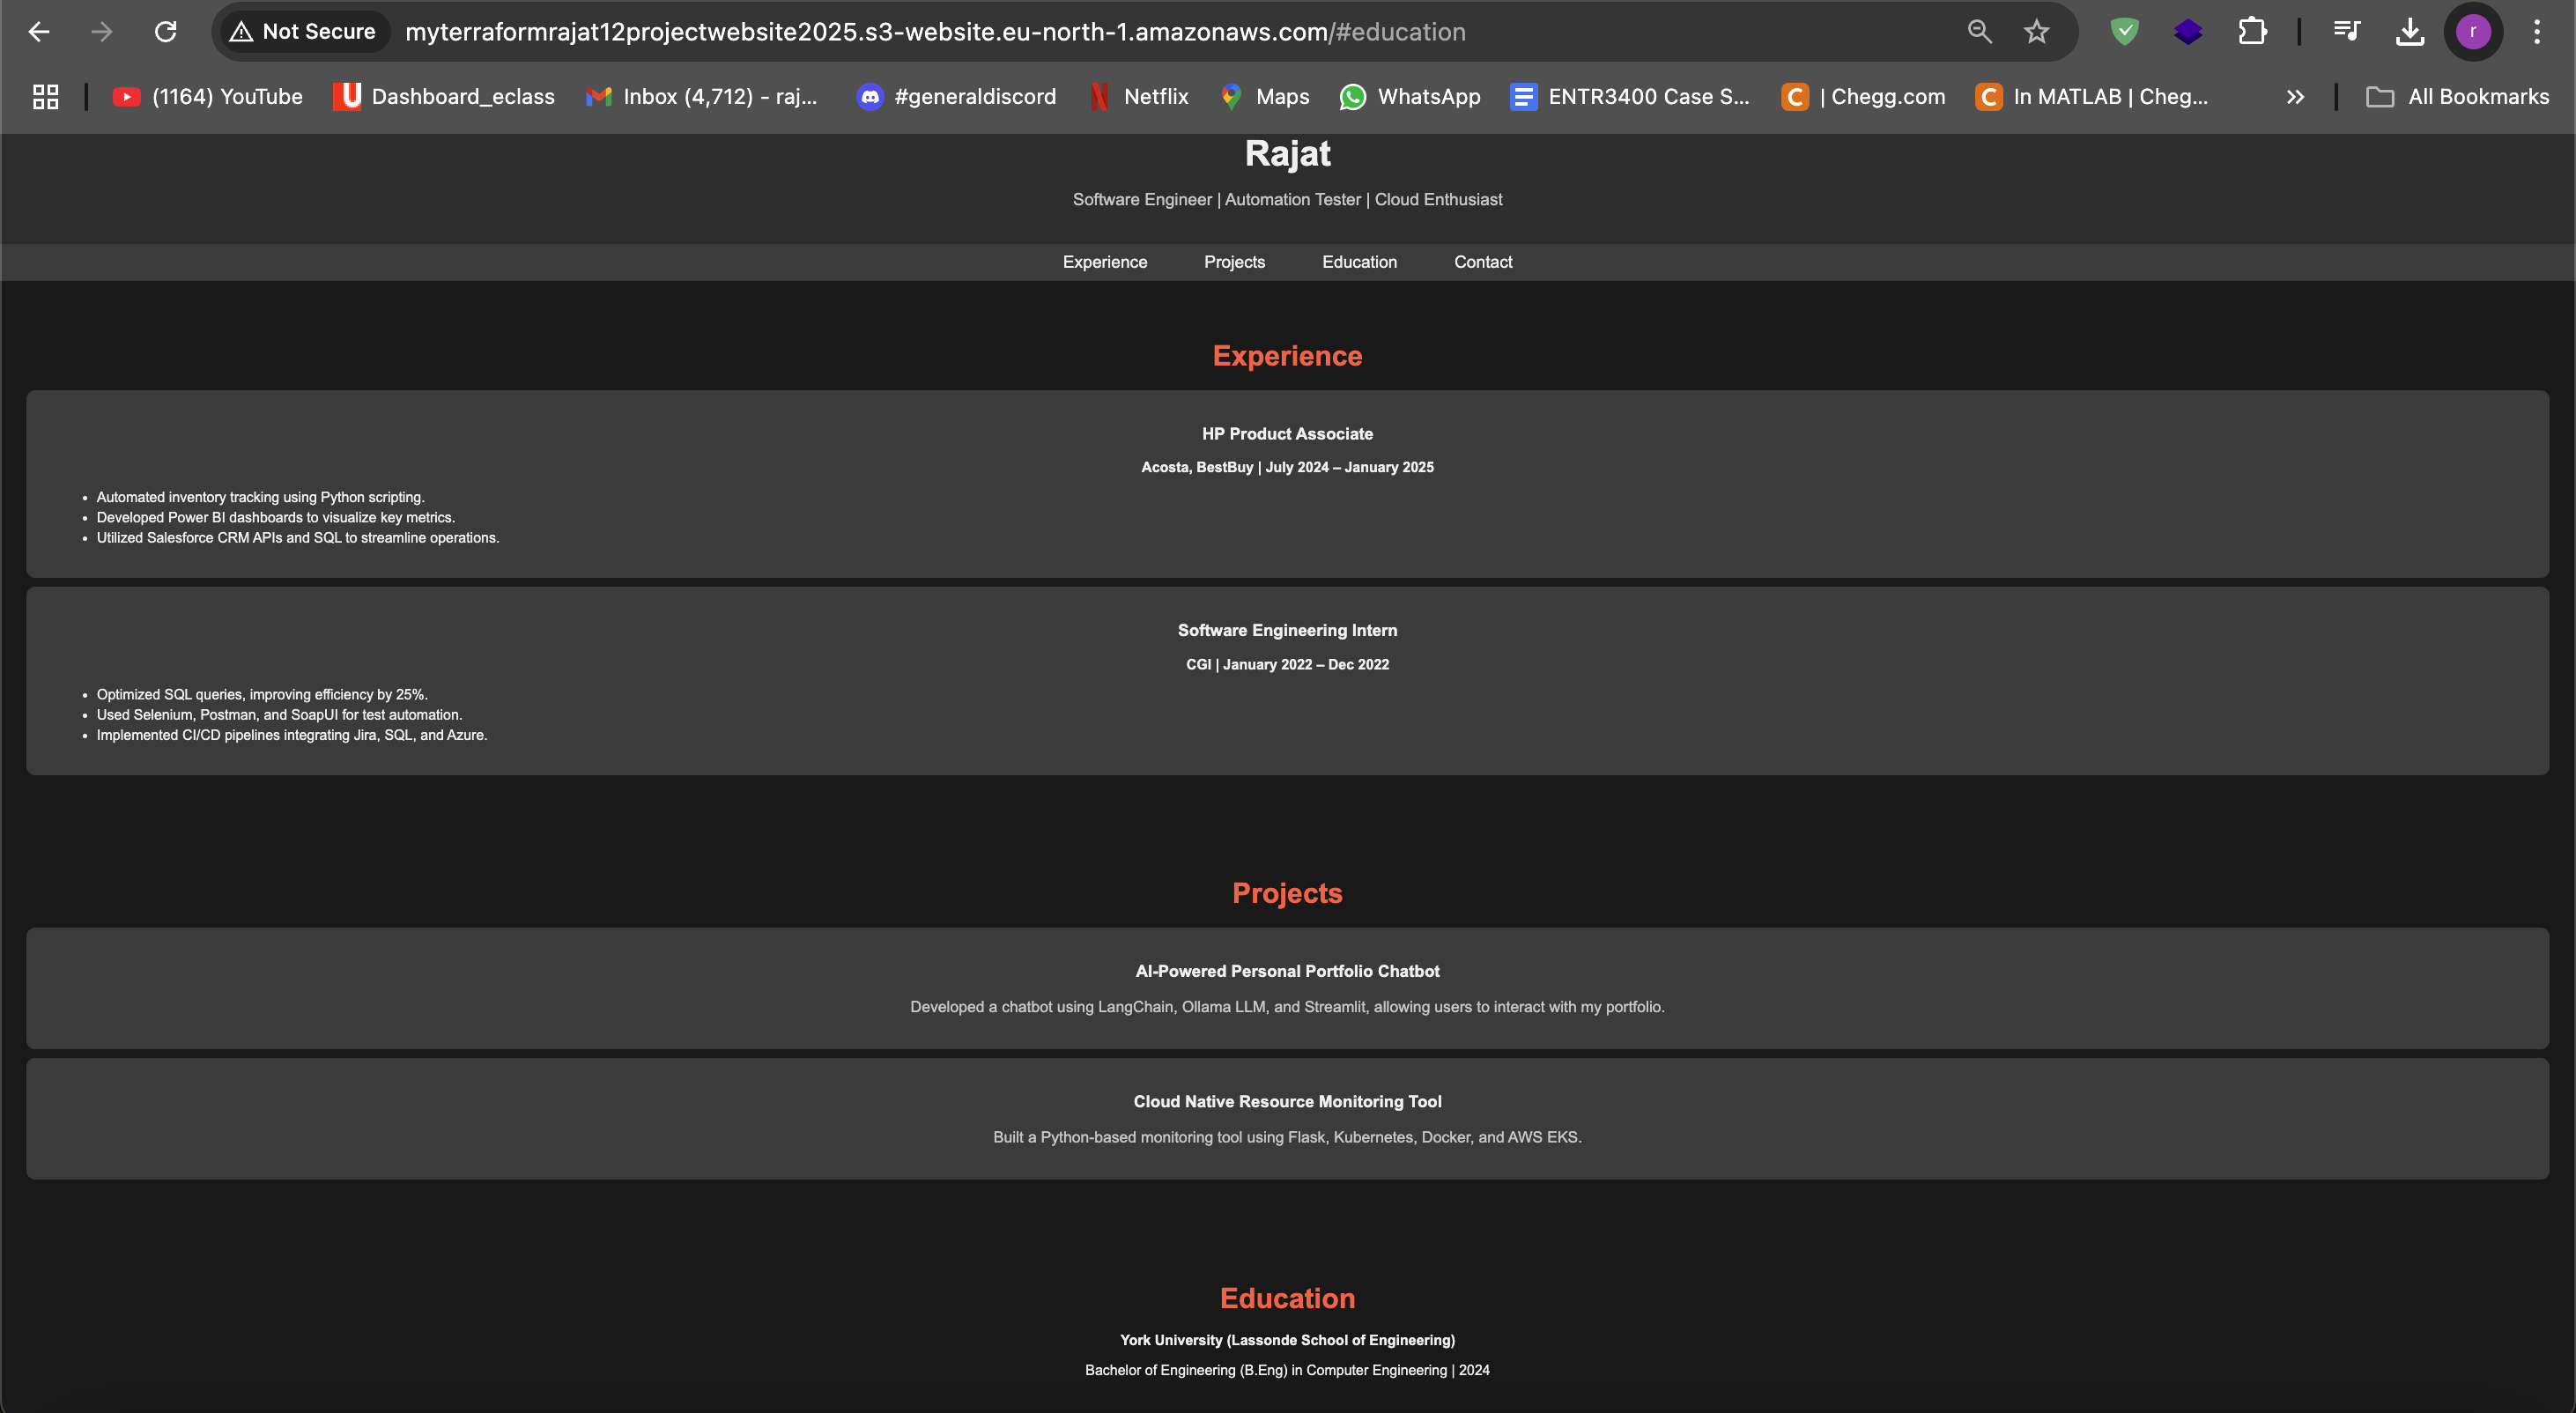 Not Secure myterraformrajat12projectwebsite2025.s3-website.eu-north-1.amazonaws.com/#education r
(1164) YouTube U Dashboard_eclass Inbox (4,712) - raj... #generaldiscord Netflix Maps WhatsApp ENTR3400 Case S... C | Chegg.com C In MATLAB | Cheg... All Bookmarks
Rajat
Software Engineer | Automation Tester | Cloud Enthusiast
Experience Projects Education Contact
Experience
HP Product Associate
Acosta, BestBuy | July 2024 – January 2025
• Automated inventory tracking using Python scripting.
• Developed Power BI dashboards to visualize key metrics.
• Utilized Salesforce CRM APIs and SQL to streamline operations.
Software Engineering Intern
CGI | January 2022 – Dec 2022
• Optimized SQL queries, improving efficiency by 25%.
• Used Selenium, Postman, and SoapUI for test automation.
• Implemented CI/CD pipelines integrating Jira, SQL, and Azure.
Projects
AI-Powered Personal Portfolio Chatbot
Developed a chatbot using LangChain, Ollama LLM, and Streamlit, allowing users to interact with my portfolio.
Cloud Native Resource Monitoring Tool
Built a Python-based monitoring tool using Flask, Kubernetes, Docker, and AWS EKS.
Education
York University (Lassonde School of Engineering)
Bachelor of Engineering (B.Eng) in Computer Engineering | 2024